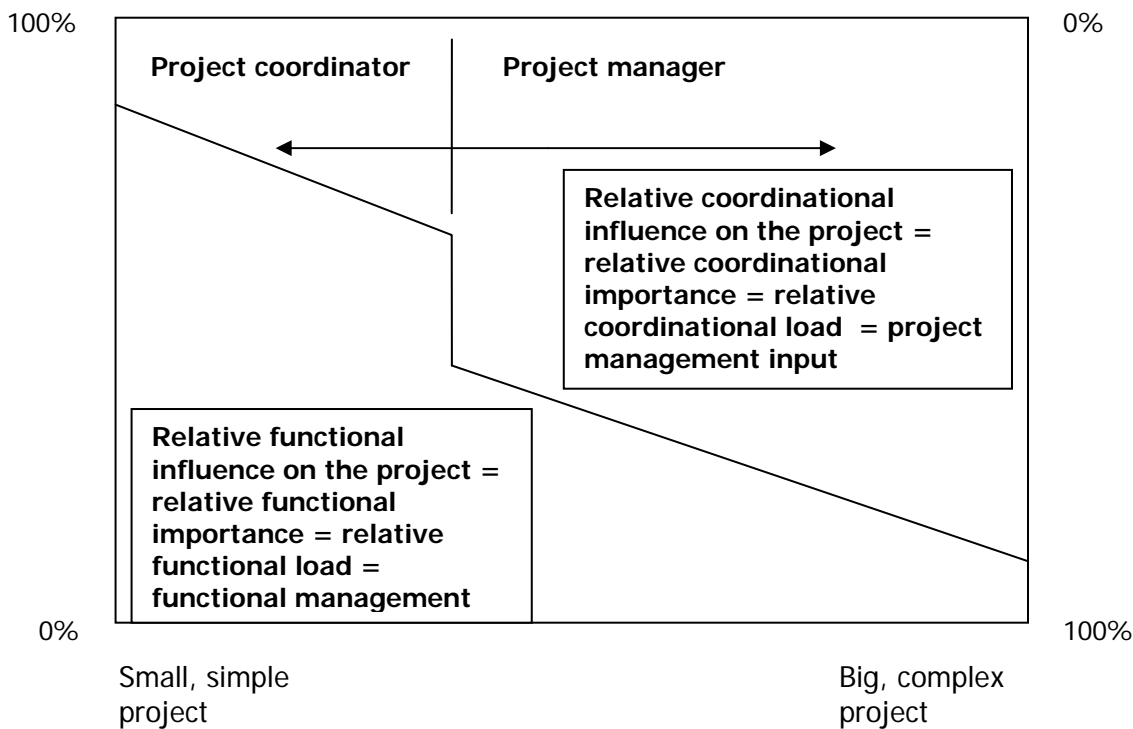 100%
0%
Project coordinator
Project manager
Relative coordinational
influence on the project =
relative coordinational
importance = relative
coordinational load = project
management input
Relative functional
influence on the project =
relative functional
importance = relative
functional load =
functional management
0%
100%
Small, simple
project
Big, complex
project